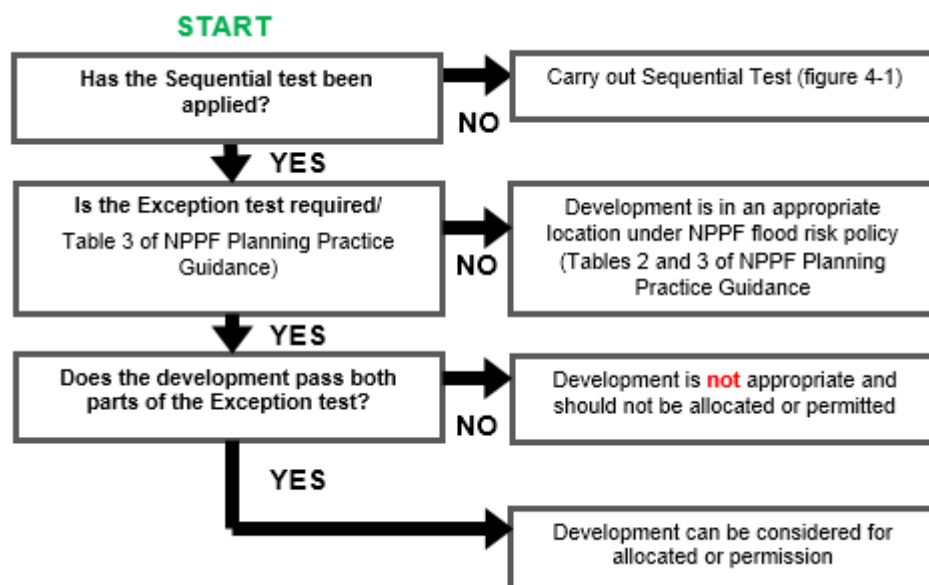 START
Has the Sequential test been
applied?
NO
Carry out Sequential Test (figure 4-1)
YES
Is the Exception test required/
Table 3 of NPPF Planning Practice
Guidance)
NO
Development is in an appropriate
location under NPPF flood risk policy
(Tables 2 and 3 of NPPF Planning
Practice Guidance
YES
Does the development pass both
parts of the Exception test?
NO
Development is not appropriate and
should not be allocated or permitted
YES
Development can be considered for
allocated or permission